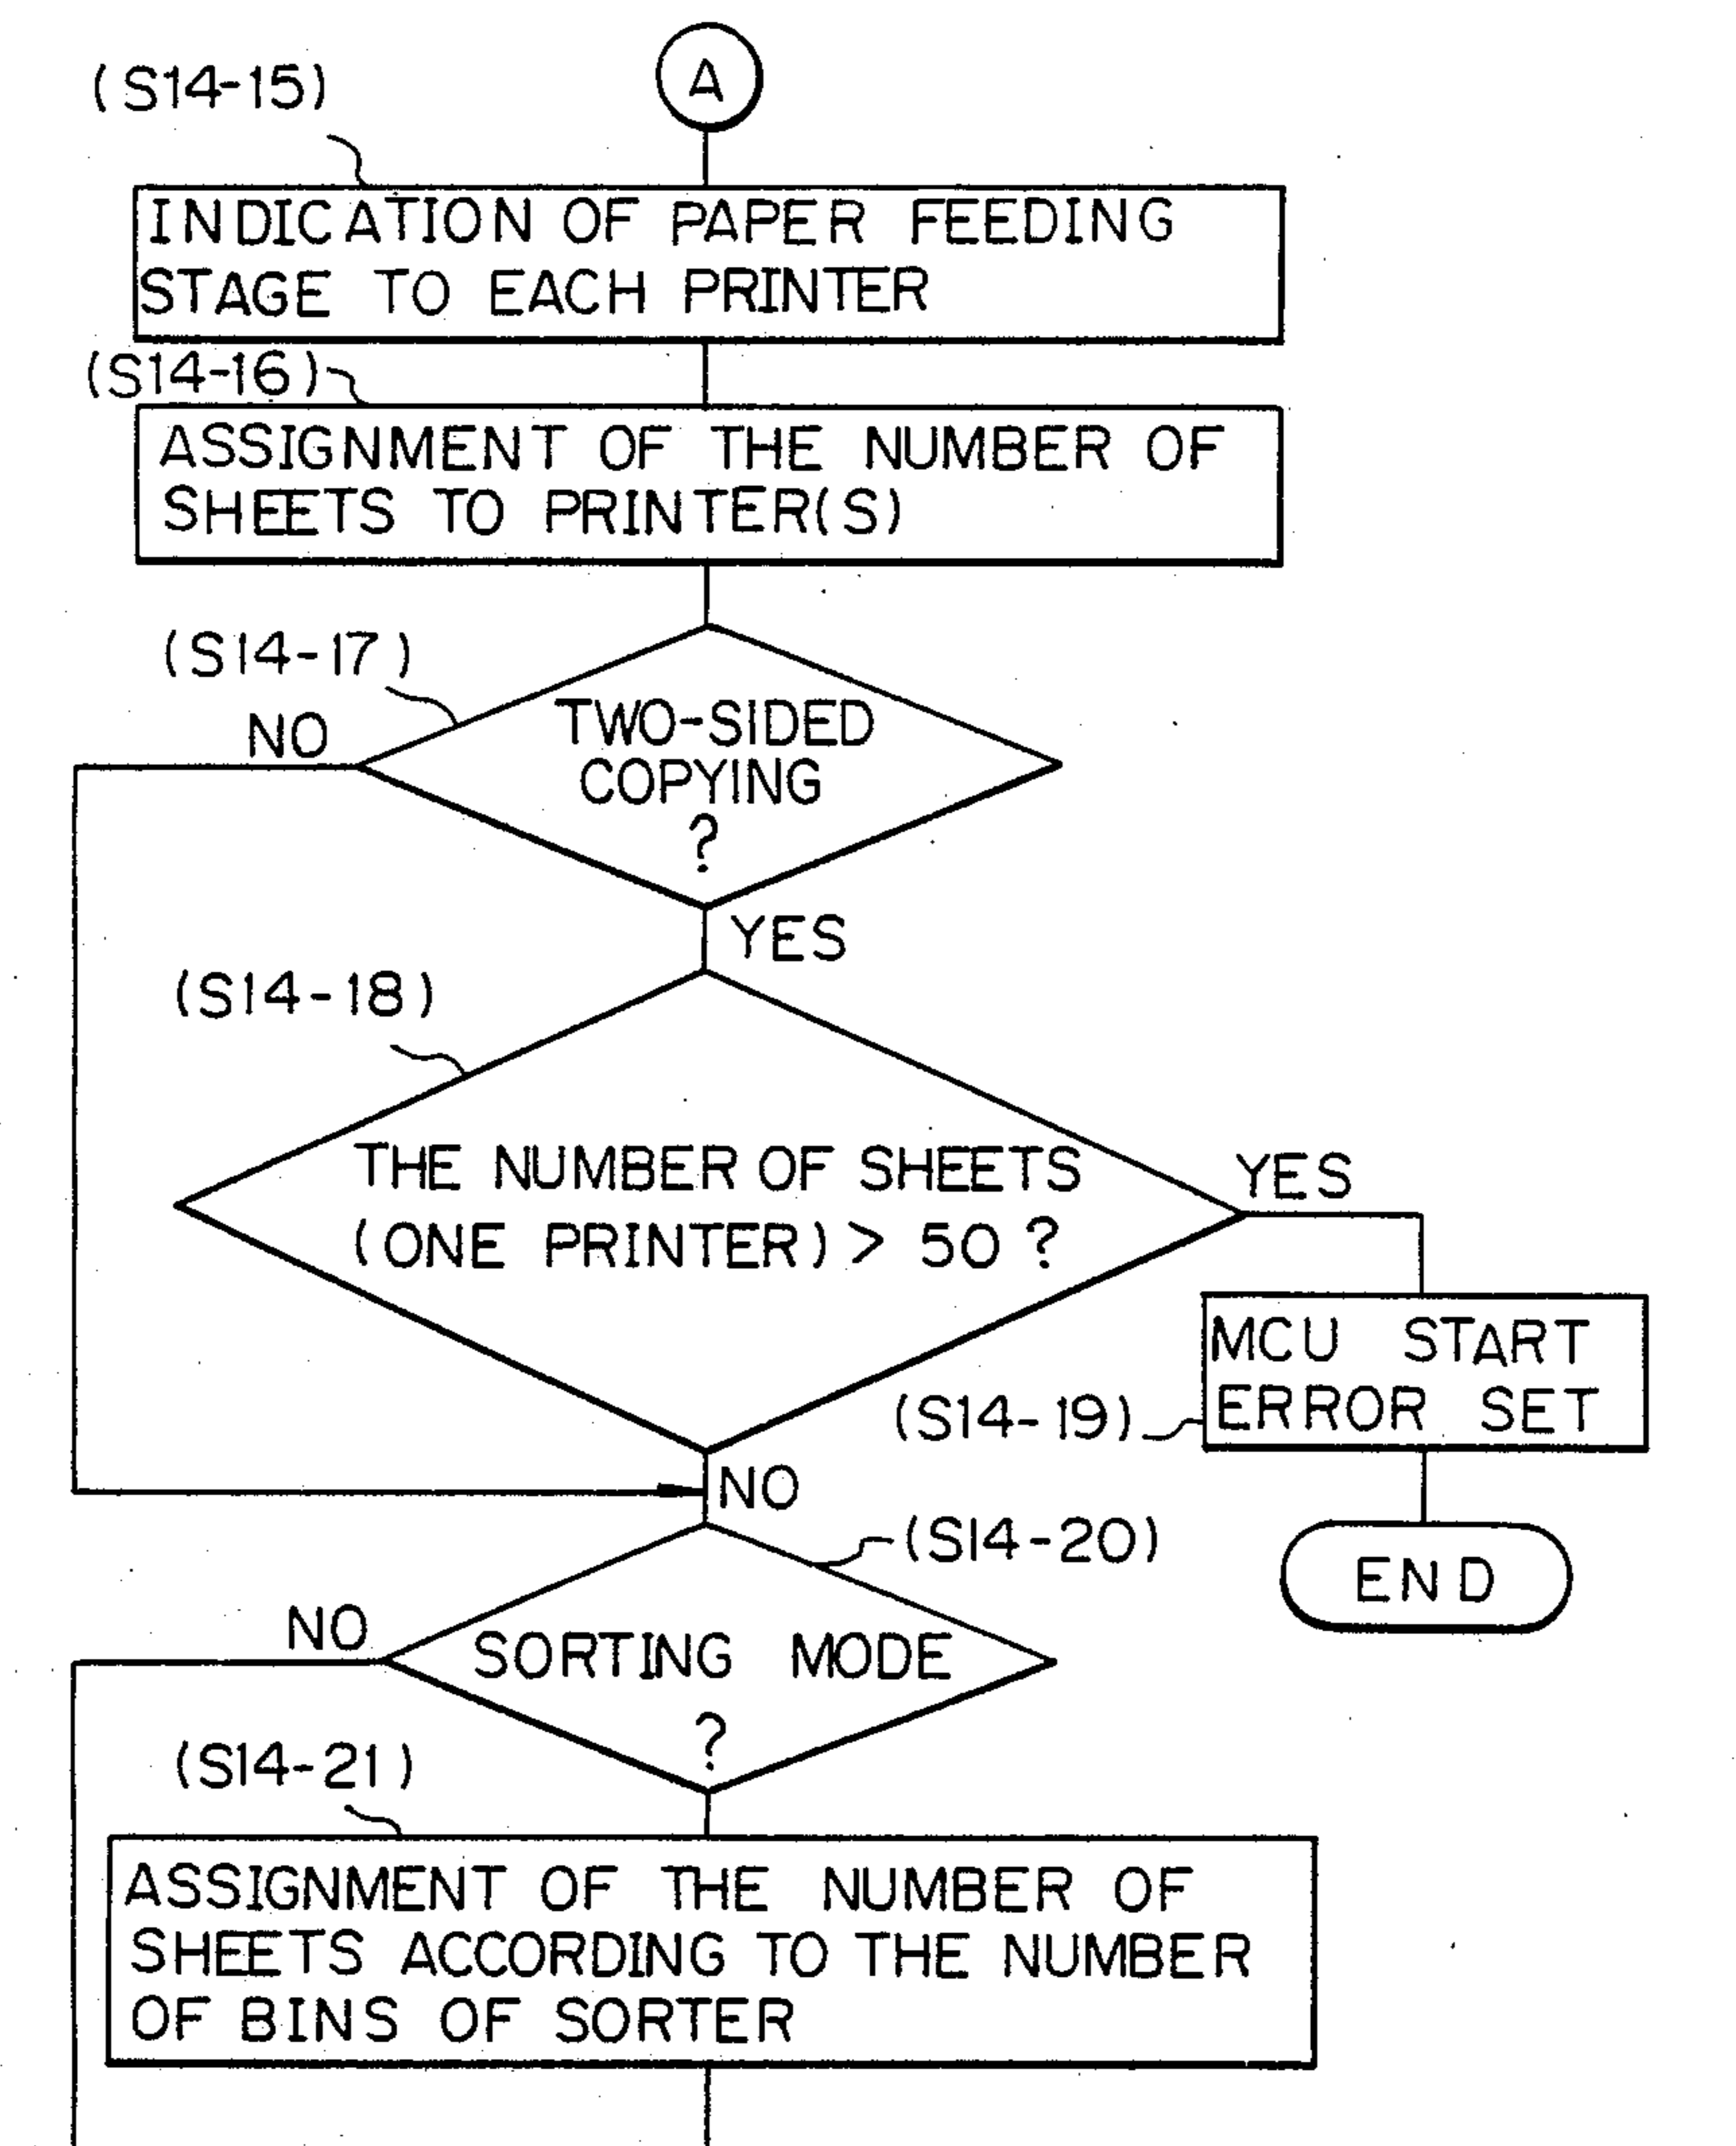 A
(S14-15)
INDICATION OF PAPER FEEDING
STAGE TO EACH PRINTER
(S14-16)
ASSIGNMENT OF THE NUMBER OF
SHEETS TO PRINTER(S)
(S14-17)
NO
TWO-SIDED
COPYING
?
YES
(S14-18)
THE NUMBER OF SHEETS
(ONE PRINTER) > 50 ?
YES
MCU START
ERROR SET
(S14-19)
NO
END
(S14-20)
NO
SORTING MODE
?
(S14-21)
ASSIGNMENT OF THE NUMBER OF
SHEETS ACCORDING TO THE NUMBER
OF BINS OF SORTER